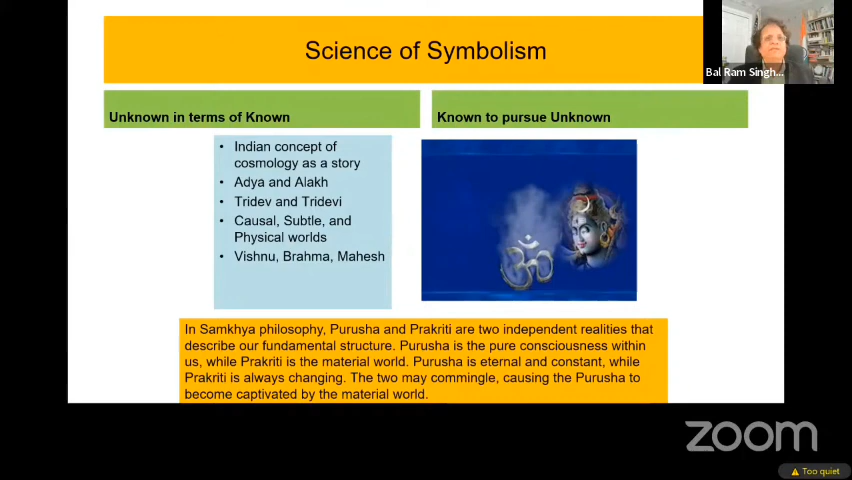 Science of Symbolism
Bal Ram Singh...
Unknown in terms of Known
Known to pursue Unknown
• Indian concept of
cosmology as a story
• Adya and Alakh
• Tridev and Tridevi
• Causal, Subtle, and
Physical worlds
• Vishnu, Brahma, Mahesh
ॐ
In Samkhya philosophy, Purusha and Prakriti are two independent realities that
describe our fundamental structure. Purusha is the pure consciousness within
us, while Prakriti is the material world. Purusha is eternal and constant, while
Prakriti is always changing. The two may commingle, causing the Purusha to
become captivated by the material world.
zoom
Too quiet